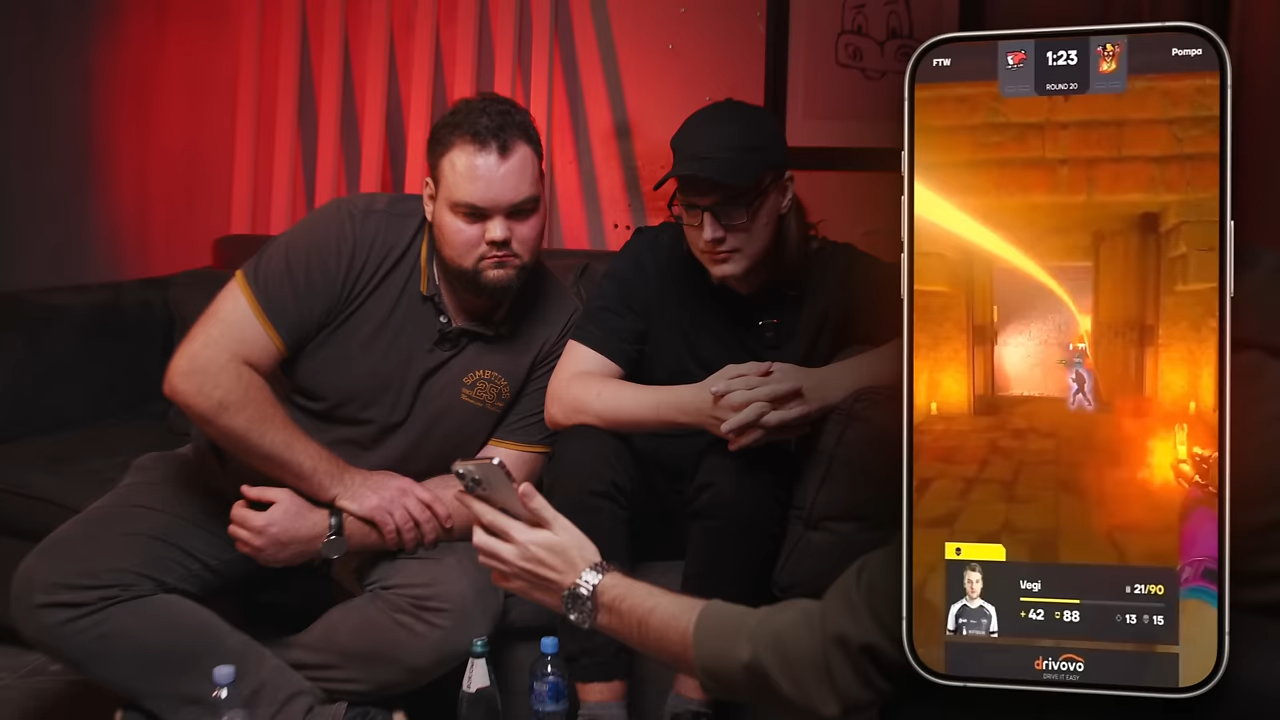 FTW
1:23
ROUND 20
Pompa
SOMETIMES
25
Vegi
21/90
+42
88
13
15
drivovo
DRIVE IT EASY